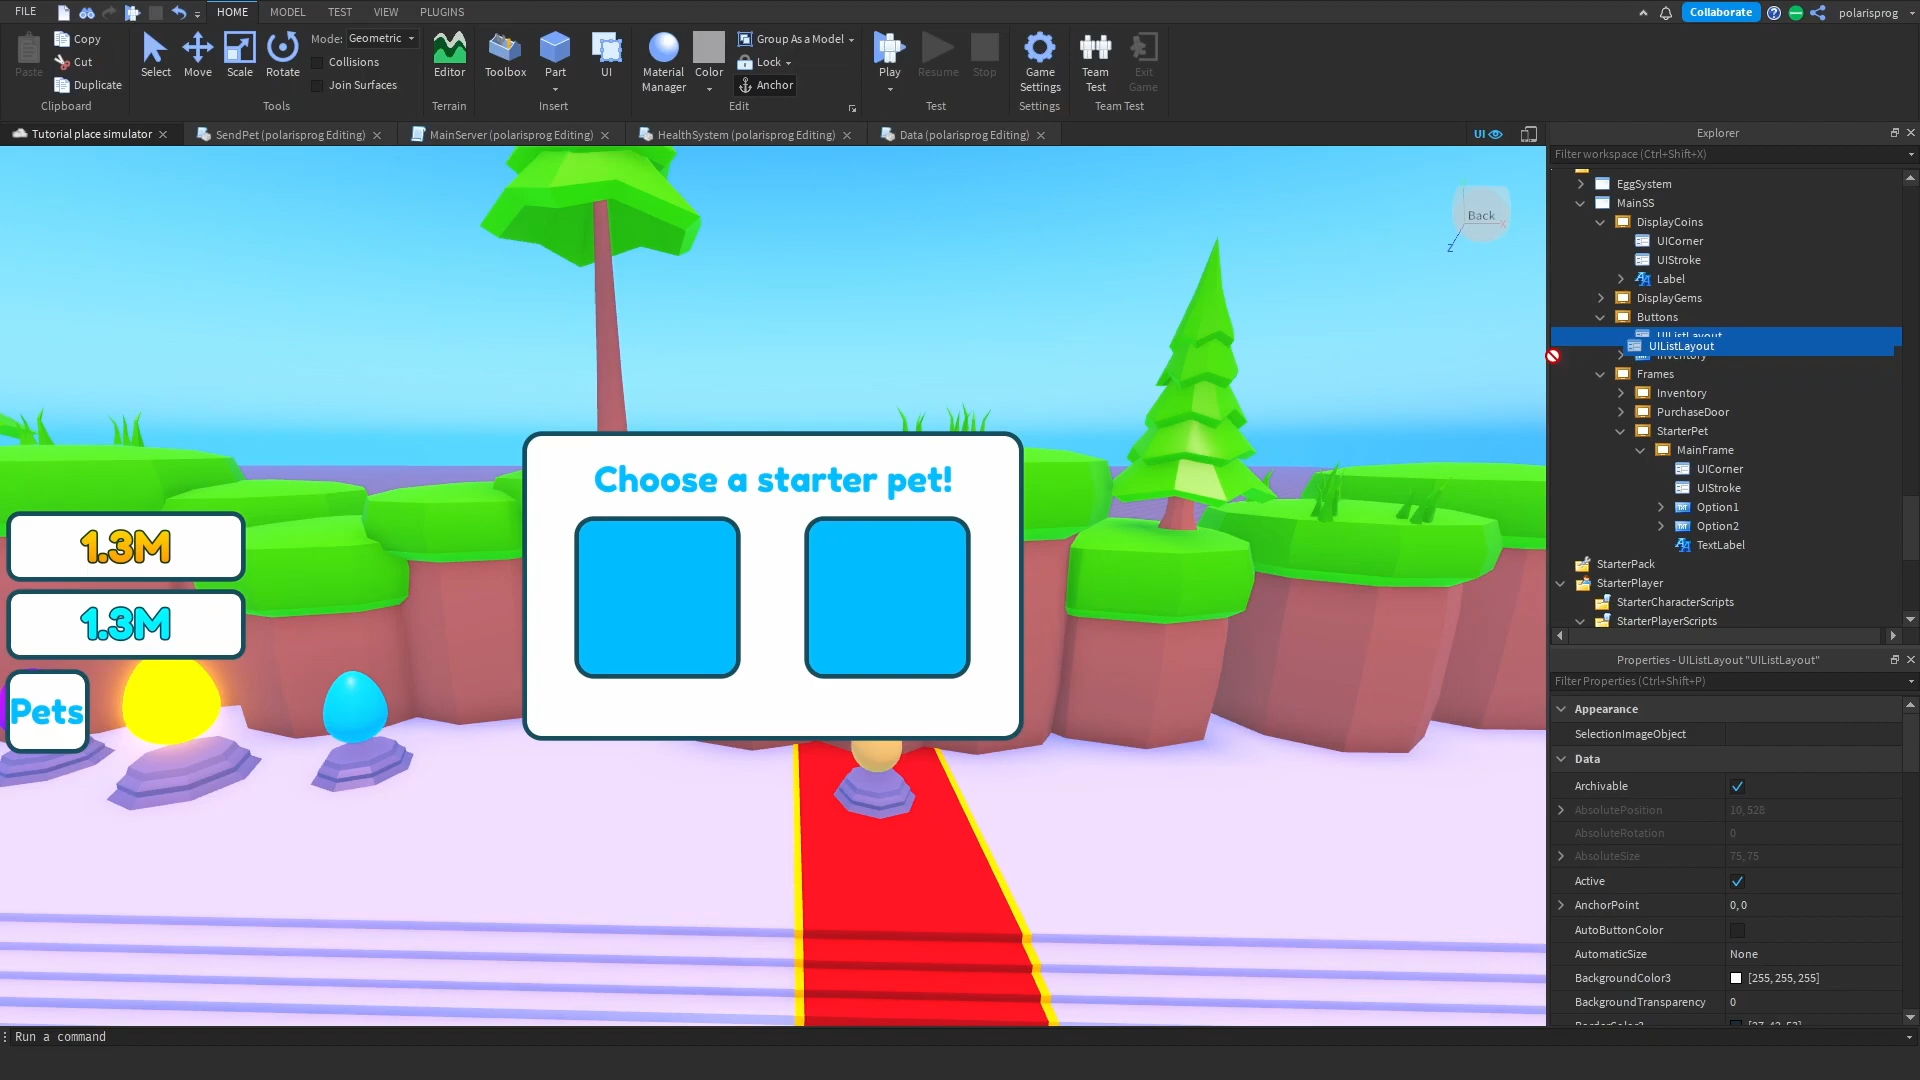 FILE
HOME
MODEL
TEST
VIEW
PLUGINS
Collaborate
polarisprog
Paste
Copy
Cut
Duplicate
Clipboard
Select
Move
Scale
Rotate
Mode: Geometric
Collisions
Join Surfaces
Tools
Editor
Terrain
Toolbox
Part
UI
Insert
Material
Manager
Color
Group As a Model
Lock
Anchor
Edit
Play
Resume
Stop
Test
Game
Settings
Settings
Team
Test
Exit
Game
Team Test
Tutorial place simulator
SendPet (polarisprog Editing)
MainServer (polarisprog Editing)
HealthSystem (polarisprog Editing)
Data (polarisprog Editing)
UI
Back
X
Z
Choose a starter pet!
1.3M
1.3M
Pets
Explorer
Filter workspace (Ctrl+Shift+X)
EggSystem
MainSS
DisplayCoins
UICorner
UIStroke
Label
DisplayGems
Buttons
UIListLayout
UIListLayout
Inventory
Frames
Inventory
PurchaseDoor
StarterPet
MainFrame
UICorner
UIStroke
Option1
Option2
TextLabel
StarterPack
StarterPlayer
StarterCharacterScripts
StarterPlayerScripts
Properties - UIListLayout "UIListLayout"
Filter Properties (Ctrl+Shift+P)
Appearance
SelectionImageObject
Data
Archivable
AbsolutePosition 10, 528
AbsoluteRotation 0
AbsoluteSize 75, 75
Active
AnchorPoint 0, 0
AutoButtonColor
AutomaticSize None
BackgroundColor3 [255, 255, 255]
BackgroundTransparency 0
Run a command